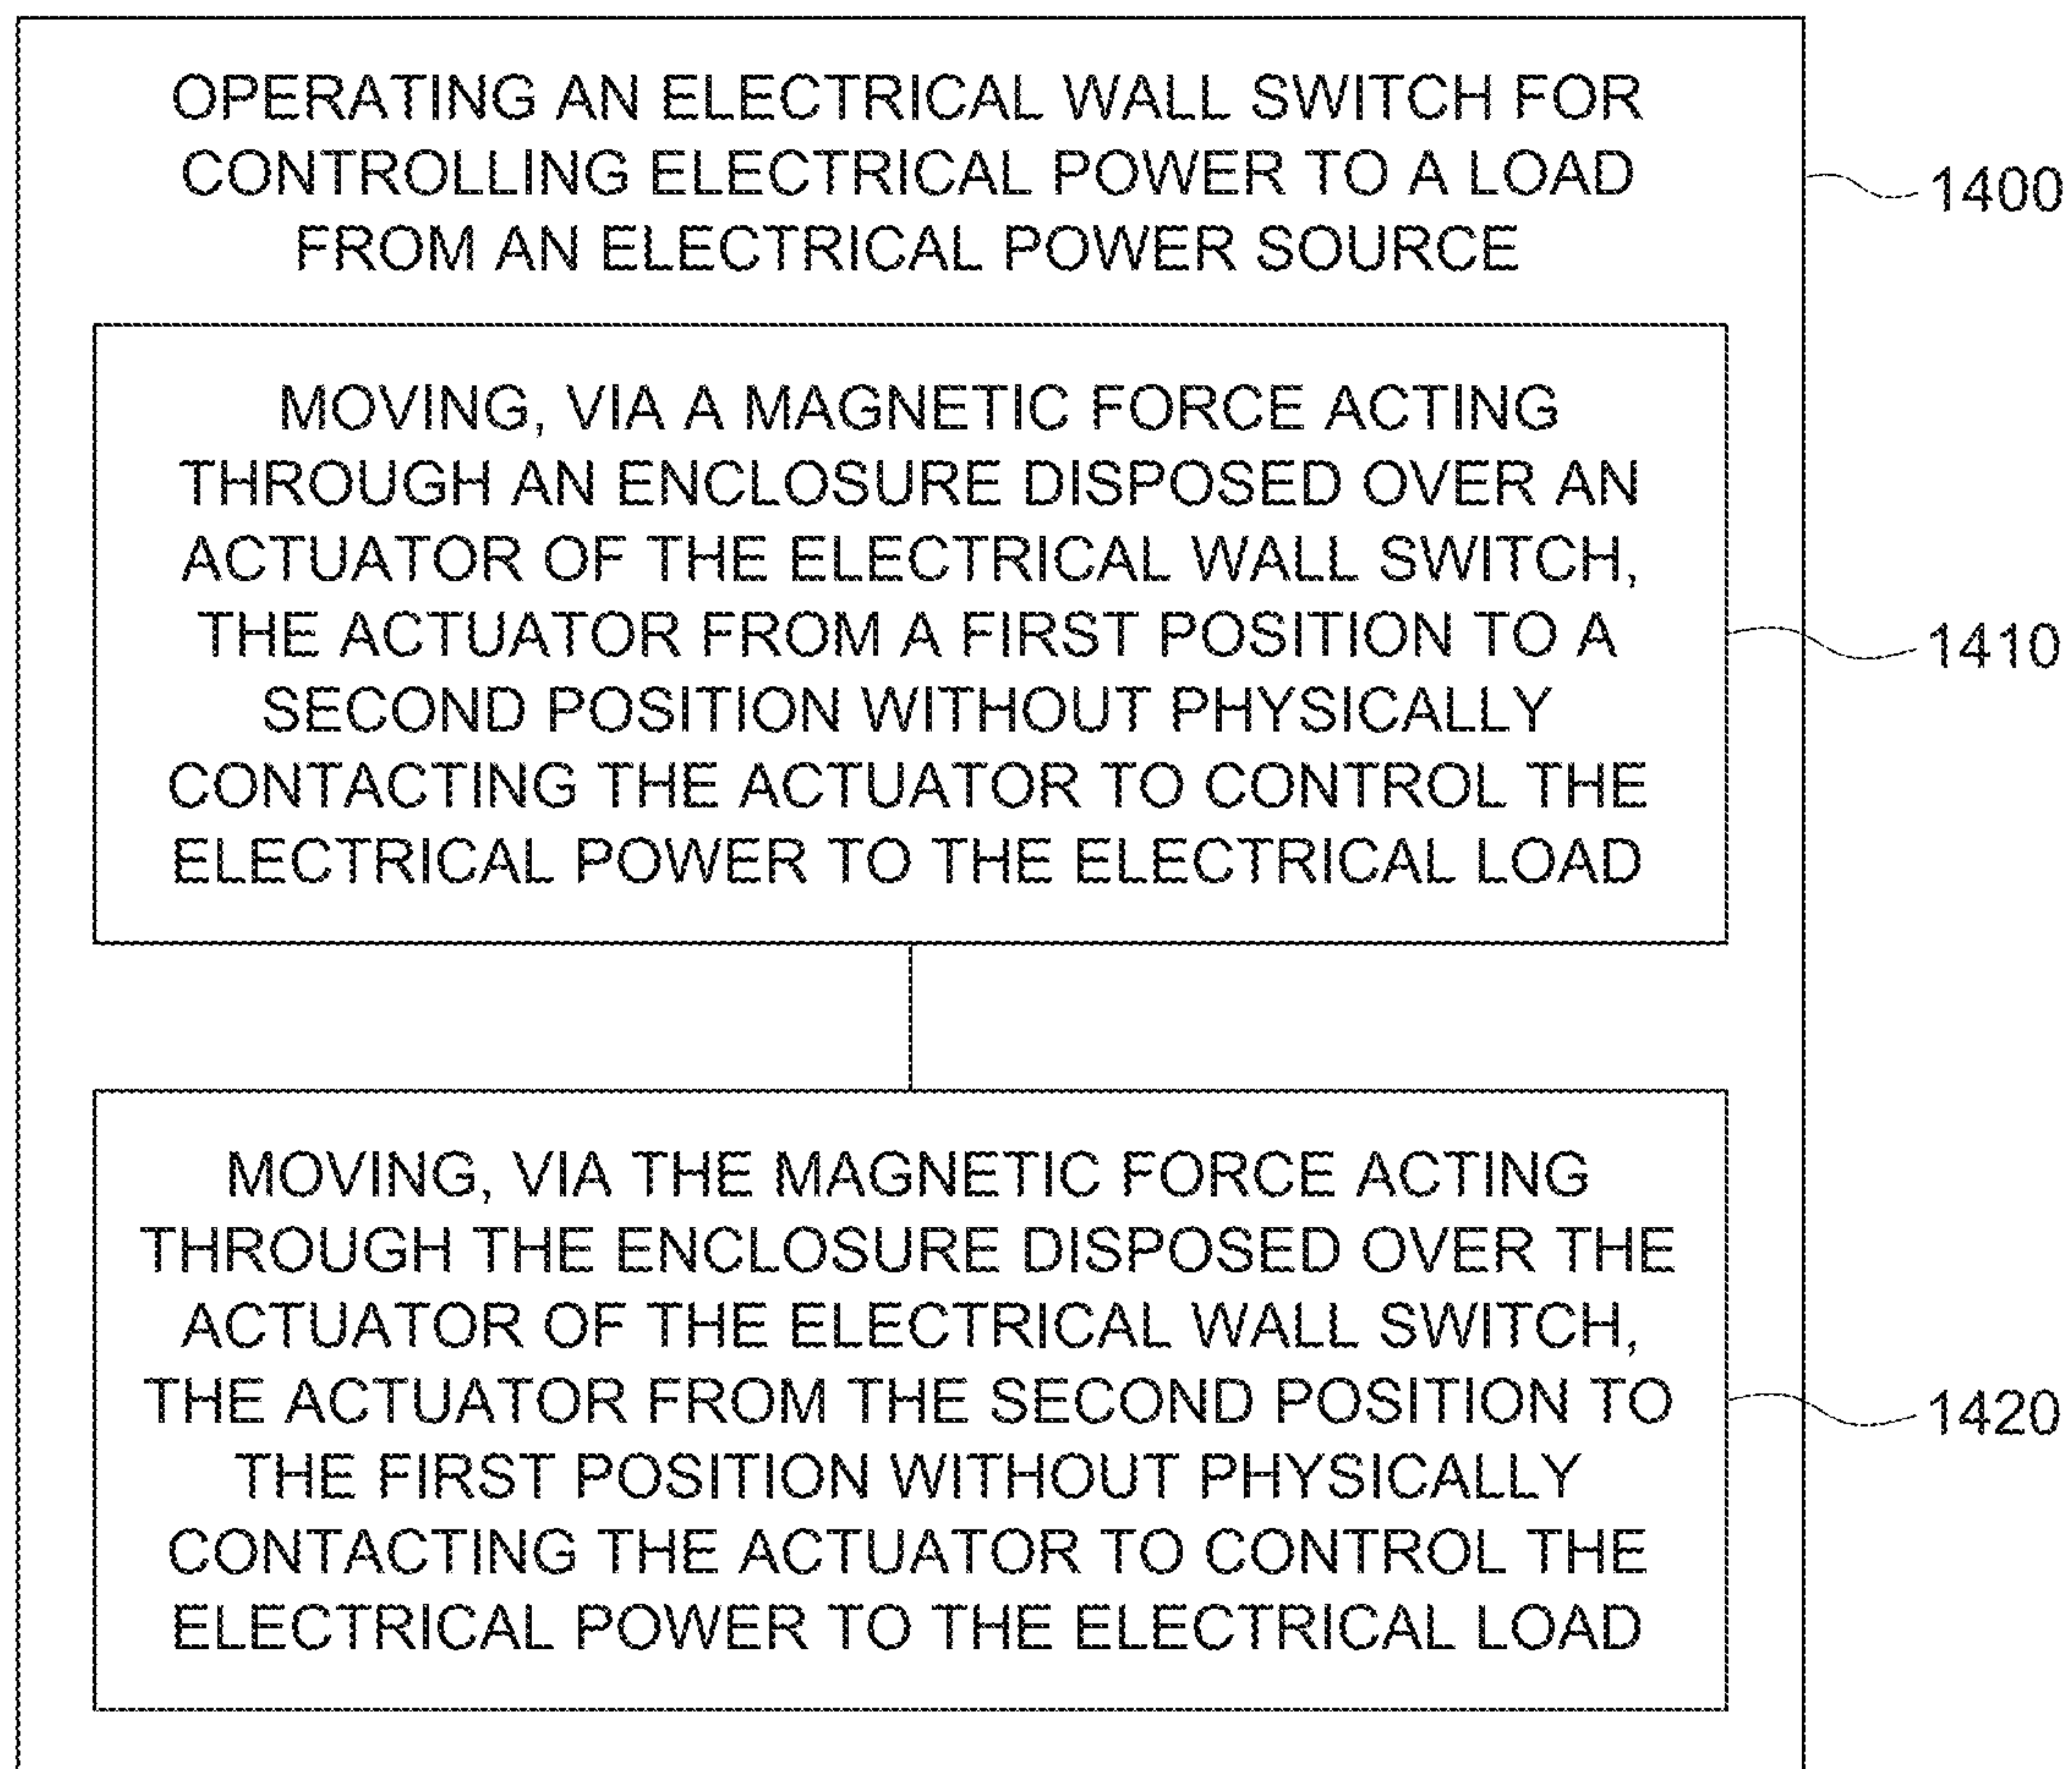 OPERATING AN ELECTRICAL WALL SWITCH FOR
CONTROLLING ELECTRICAL POWER TO A LOAD
FROM AN ELECTRICAL POWER SOURCE
1400
MOVING, VIA A MAGNETIC FORCE ACTING
THROUGH AN ENCLOSURE DISPOSED OVER AN
ACTUATOR OF THE ELECTRICAL WALL SWITCH,
THE ACTUATOR FROM A FIRST POSITION TO A
SECOND POSITION WITHOUT PHYSICALLY
CONTACTING THE ACTUATOR TO CONTROL THE
ELECTRICAL POWER TO THE ELECTRICAL LOAD
1410
MOVING, VIA THE MAGNETIC FORCE ACTING
THROUGH THE ENCLOSURE DISPOSED OVER THE
ACTUATOR OF THE ELECTRICAL WALL SWITCH,
THE ACTUATOR FROM THE SECOND POSITION TO
THE FIRST POSITION WITHOUT PHYSICALLY
CONTACTING THE ACTUATOR TO CONTROL THE
ELECTRICAL POWER TO THE ELECTRICAL LOAD
1420